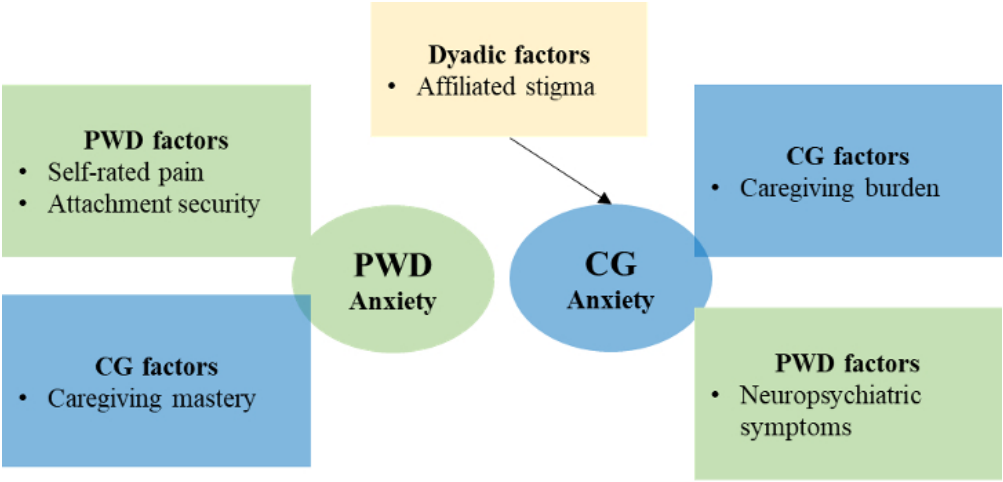 Dyadic factors
• Affiliated stigma
PWD factors
• Self-rated pain
• Attachment security
CG factors
• Caregiving burden
PWD
Anxiety
CG
Anxiety
CG factors
• Caregiving mastery
PWD factors
• Neuropsychiatric
symptoms